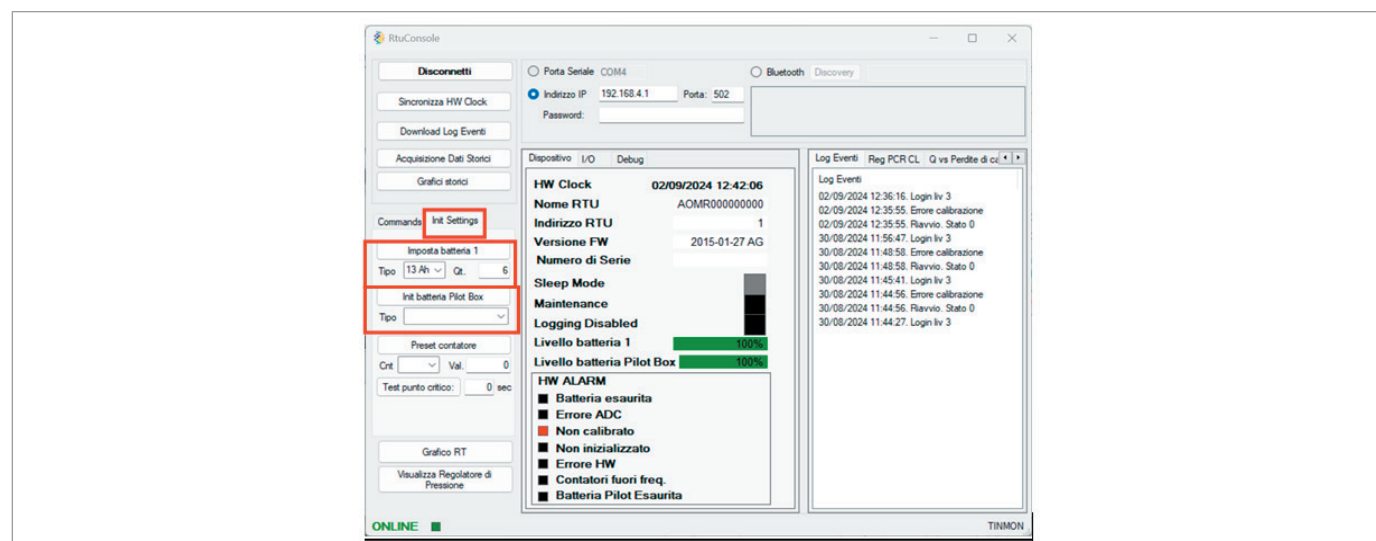 RtuConsole
Disconnetti
Sincronizza HW Clock
Download Log Eventi
Acquisizione Dati Storici
Grafici storici
Commands Init Settings
Imposta batteria 1
Tipo 13 Ah Qt. 6
Init batteria Pilot Box
Tipo
Preset contatore
Cnt Val. 0
Test punto critico: 0 sec
Grafico RT
Visualizza Regolatore di
Pressione
Porta Seriale COM4 Bluetooth Discovery
Indirizzo IP 192.168.4.1 Porta: 502
Password:
Dispositivo I/O Debug
HW Clock 02/09/2024 12:42:06
Nome RTU AOMR000000000
Indirizzo RTU 1
Versione FW 2015-01-27 AG
Numero di Serie
Sleep Mode
Maintenance
Logging Disabled
Livello batteria 1 100%
Livello batteria Pilot Box 100%
HW ALARM
Batteria esaurita
Errore ADC
Non calibrato
Non inizializzato
Errore HW
Contatori fuori freq.
Batteria Pilot Esaurita
Log Eventi Reg PCR CL Q vs Perdite di ca
Log Eventi
02/09/2024 12:36:16. Login liv 3
02/09/2024 12:35:55. Errore calibrazione
02/09/2024 12:35:55. Riavvio. Stato 0
30/08/2024 11:56:47. Login liv 3
30/08/2024 11:48:58. Errore calibrazione
30/08/2024 11:48:58. Riavvio. Stato 0
30/08/2024 11:45:41. Login liv 3
30/08/2024 11:44:56. Errore calibrazione
30/08/2024 11:44:56. Riavvio. Stato 0
30/08/2024 11:44:27. Login liv 3
ONLINE TINMON